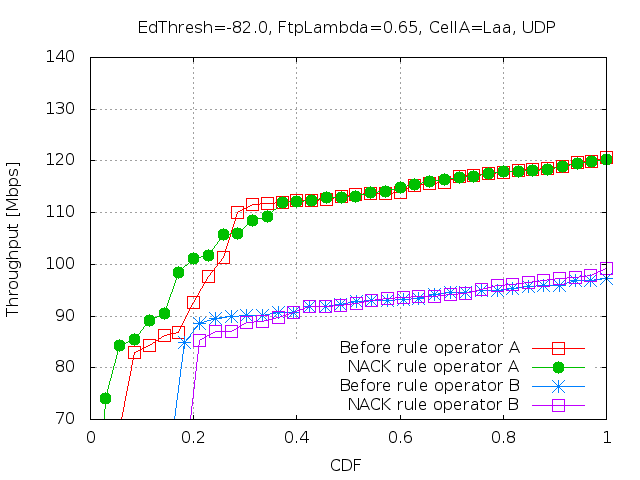 EdThresh=-82.0, FtpLambda=0.65, CellA=Laa, UDP
140
130
120
110
100
90
80
70
Throughput [Mbps]
Before rule operator A
NACK rule operator A
Before rule operator B
NACK rule operator B
0 0.2 0.4 0.6 0.8 1
CDF